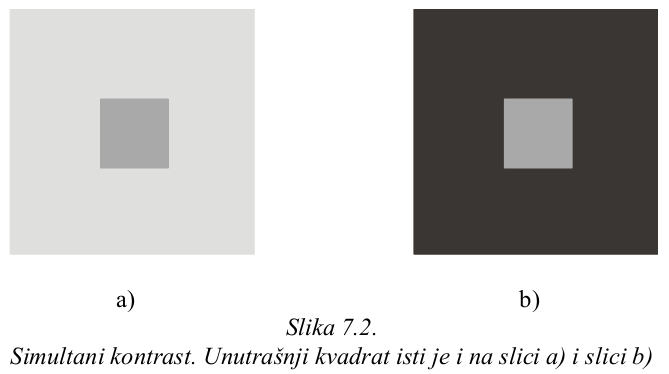 a)
b)
Slika 7.2.
Simultani kontrast. Unutrašnji kvadrat isti je i na slici a) i slici b)